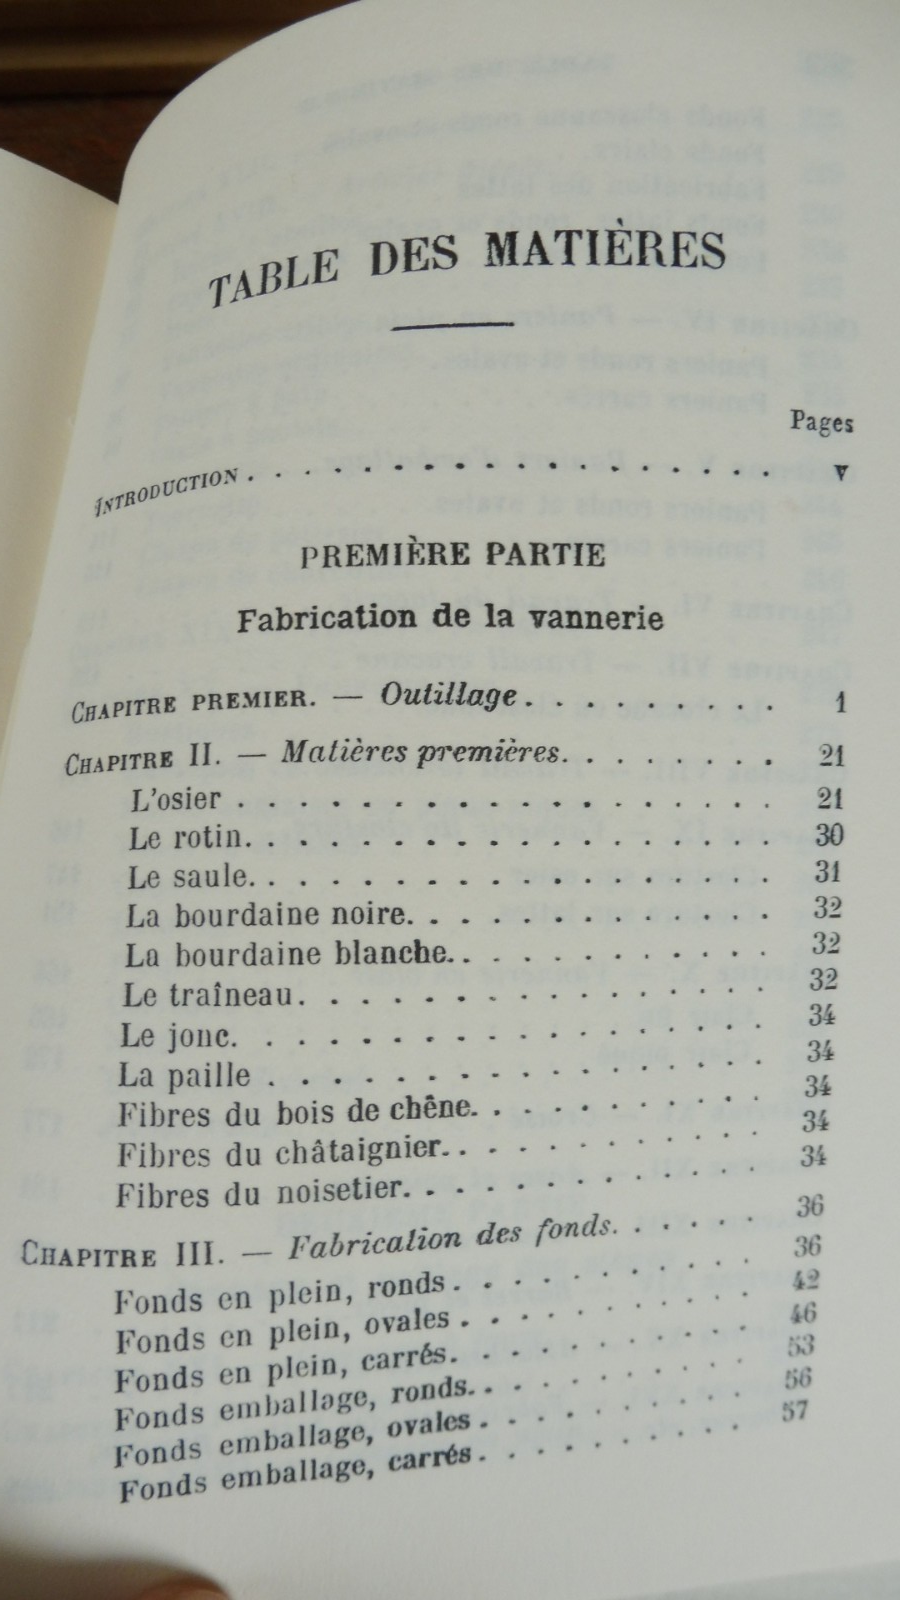 TABLE DES MATIÈRES
Pages
INTRODUCTION . . . . . . . . . . . . . . . . . . V
PREMIÈRE PARTIE
Fabrication de la vannerie
CHAPITRE PREMIER. — Outillage . . . . . . . . . . 1
CHAPITRE II. — Matières premières. . . . . . . . . 21
L'osier . . . . . . . . . . . . . . . . . 21
Le rotin. . . . . . . . . . . . . . . . . 30
Le saule. . . . . . . . . . . . . . . . . 31
La bourdaine noire. . . . . . . . . . . . 32
La bourdaine blanche. . . . . . . . . . . 32
Le traîneau. . . . . . . . . . . . . . . 32
Le jonc. . . . . . . . . . . . . . . . . 34
La paille . . . . . . . . . . . . . . . . 34
Fibres du bois de chêne. . . . . . . . . . 34
Fibres du châtaignier. . . . . . . . . . . 34
Fibres du noisetier. . . . . . . . . . . . 34
CHAPITRE III. — Fabrication des fonds. . . . . . 36
Fonds en plein, ronds . . . . . . . . . . 36
Fonds en plein, ovales . . . . . . . . . . 42
Fonds en plein, carrés. . . . . . . . . . 46
Fonds emballage, ronds. . . . . . . . . . 53
Fonds emballage, ovales . . . . . . . . . 56
Fonds emballage, carrés . . . . . . . . . 57